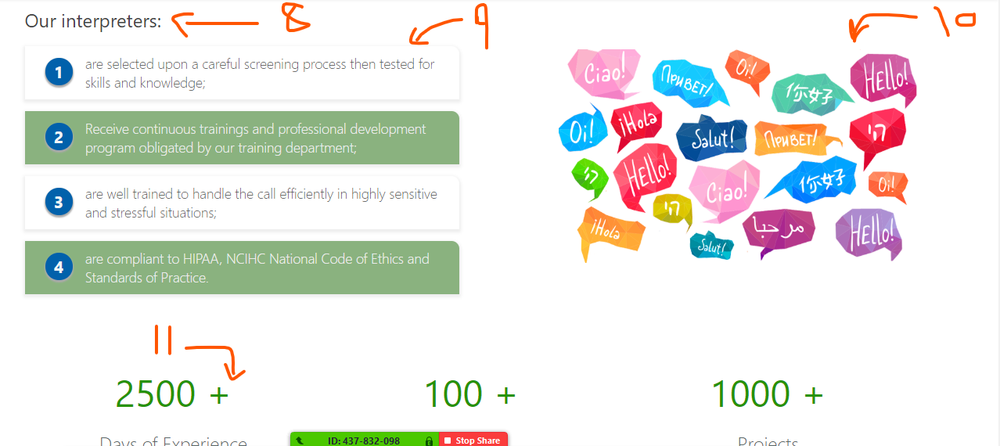 Our interpreters:
8
9
10
1
are selected upon a careful screening process then tested for
skills and knowledge;
2
Receive continuous trainings and professional development
program obligated by our training department;
3
are well trained to handle the call efficiently in highly sensitive
and stressful situations;
4
are compliant to HIPAA, NCIHC National Code of Ethics and
Standards of Practice.
Ciao!
Привет!
Oi!
你好
Hello!
Oi!
¡Hola
Salut!
Привет!
היי
היי
Hello!
Ciao!
你好
Oi!
¡Hola
היי
Salut!
مرحبا
Hello!
11
2500 +
100 +
1000 +
Days of Experience
Projects
ID: 437-832-098
Stop Share